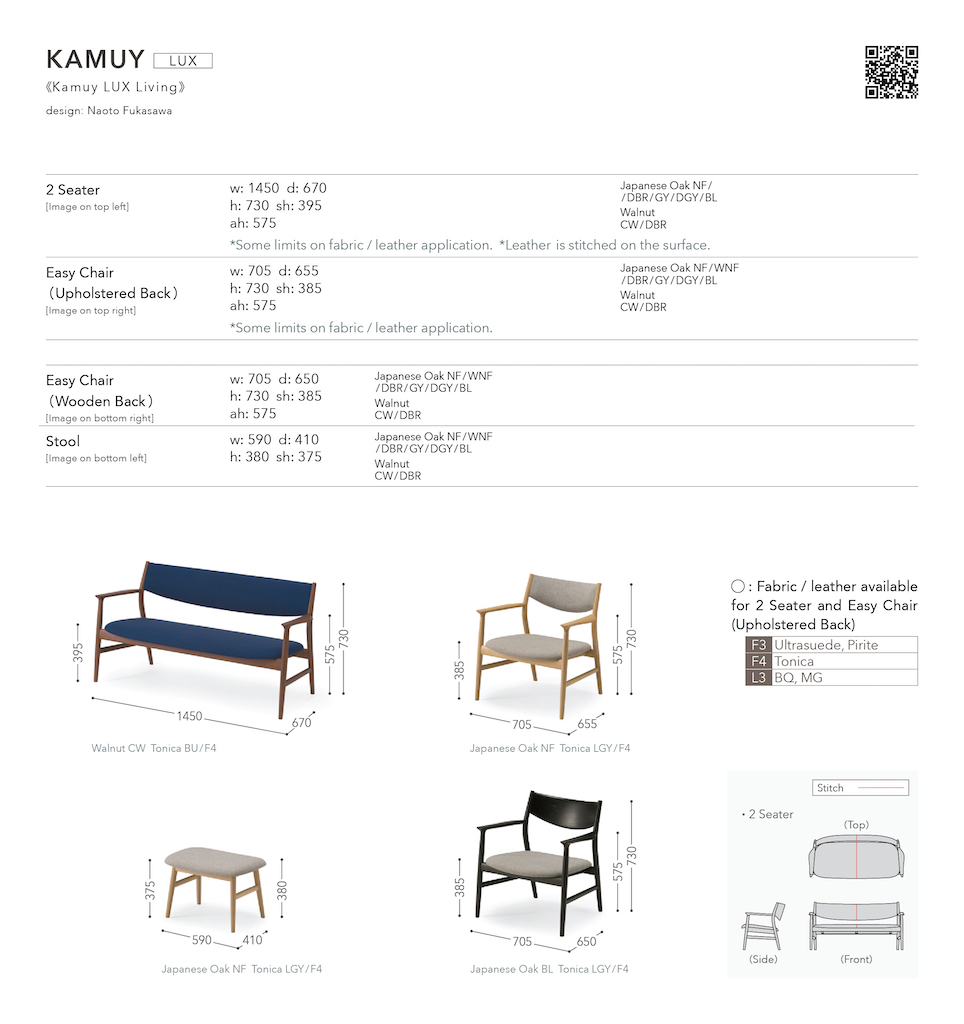 KAMUY LUX
《Kamuy LUX Living》
design: Naoto Fukasawa
2 Seater
[Image on top left]
w: 1450 d: 670
h: 730 sh: 395
ah: 575
Japanese Oak NF/
/DBR/GY/DGY/BL
Walnut
CW/DBR
*Some limits on fabric / leather application. *Leather is stitched on the surface.
Easy Chair
(Upholstered Back)
[Image on top right]
w: 705 d: 655
h: 730 sh: 385
ah: 575
Japanese Oak NF/WNF
/DBR/GY/DGY/BL
Walnut
CW/DBR
*Some limits on fabric / leather application.
Easy Chair
(Wooden Back)
[Image on bottom right]
w: 705 d: 650
h: 730 sh: 385
ah: 575
Japanese Oak NF/WNF
/DBR/GY/DGY/BL
Walnut
CW/DBR
Stool
[Image on bottom left]
w: 590 d: 410
h: 380 sh: 375
Japanese Oak NF/WNF
/DBR/GY/DGY/BL
Walnut
CW/DBR
395
575
730
1450
670
Walnut CW Tonica BU/F4
385
575
730
705
655
Japanese Oak NF Tonica LGY/F4
◯: Fabric / leather available
for 2 Seater and Easy Chair
(Upholstered Back)
F3 Ultrasuede, Pirite
F4 Tonica
L3 BQ, MG
375
380
590
410
Japanese Oak NF Tonica LGY/F4
385
575
730
705
650
Japanese Oak BL Tonica LGY/F4
Stitch
・2 Seater
(Top)
(Side)
(Front)